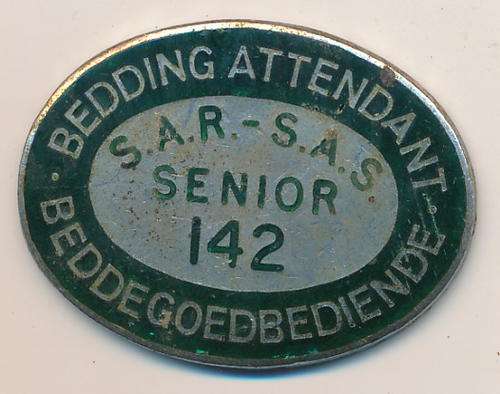 BEDDING ATTENDANT
S.A.R.-S.A.S
SENIOR
142
BEDDEGOEDBEDIENDE